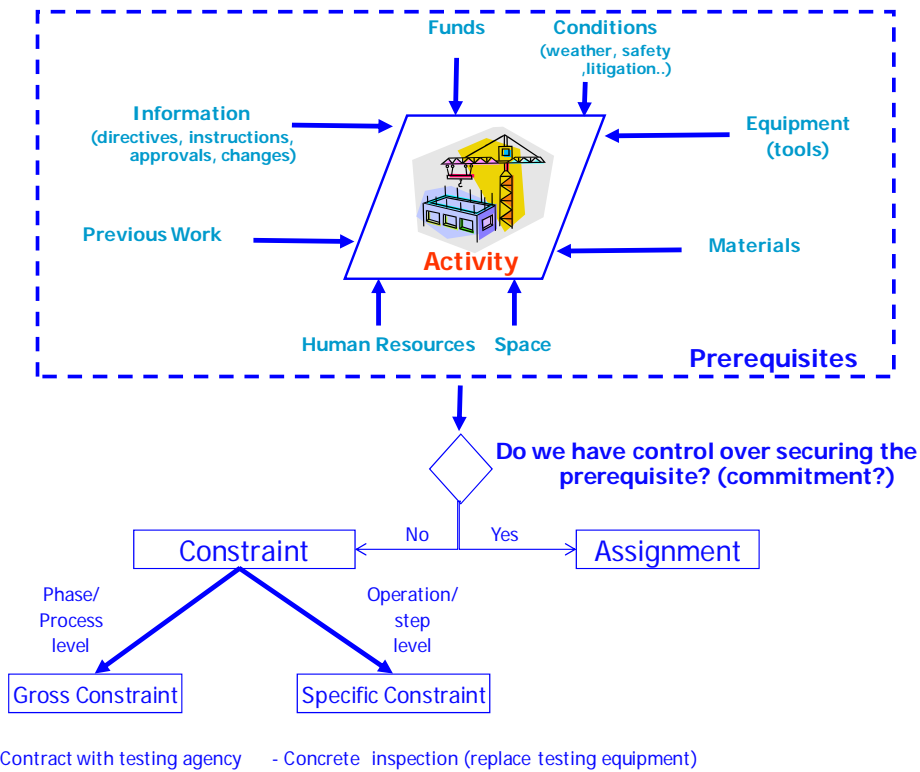 Funds
Conditions
(weather, safety
,litigation..)
Information
(directives, instructions,
approvals, changes)
Equipment
(tools)
Previous Work
Activity
Materials
Human Resources
Space
Prerequisites
Do we have control over securing the
prerequisite? (commitment?)
No
Yes
Constraint
Assignment
Phase/
Process
level
Operation/
step
level
Gross Constraint
Specific Constraint
Contract with testing agency
- Concrete inspection (replace testing equipment)